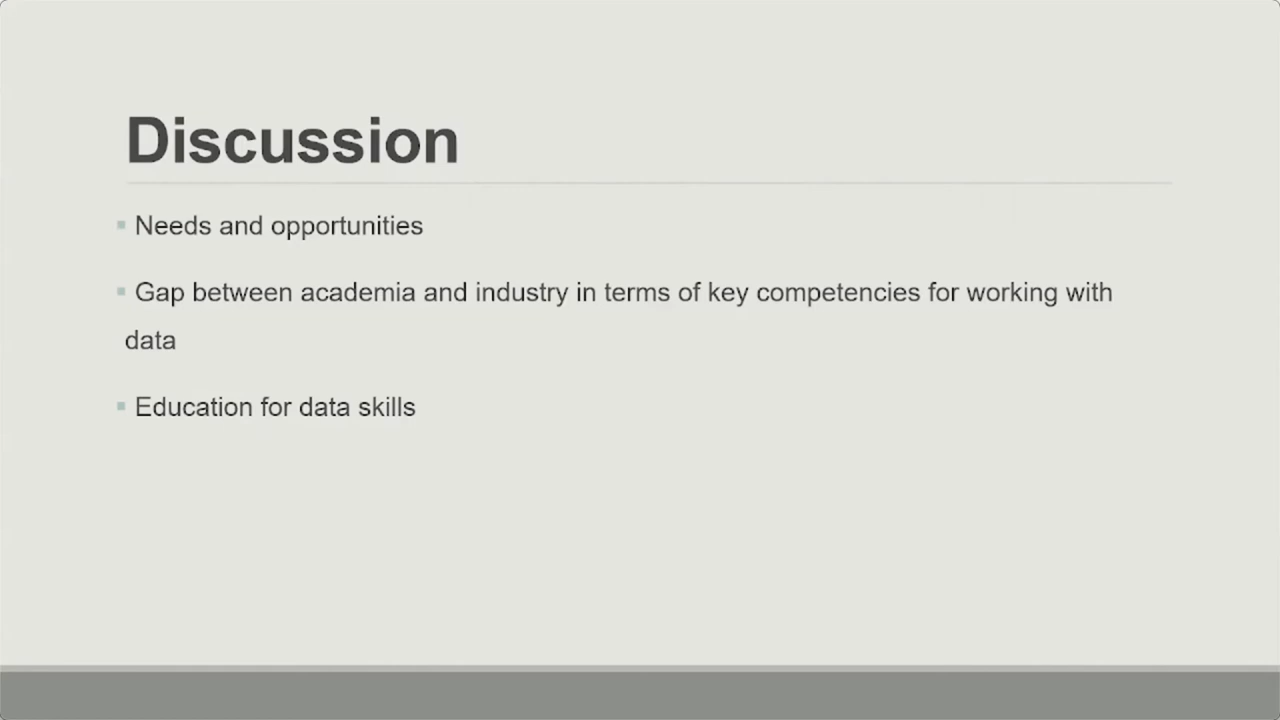 Discussion
Needs and opportunities
Gap between academia and industry in terms of key competencies for working with
data
Education for data skills